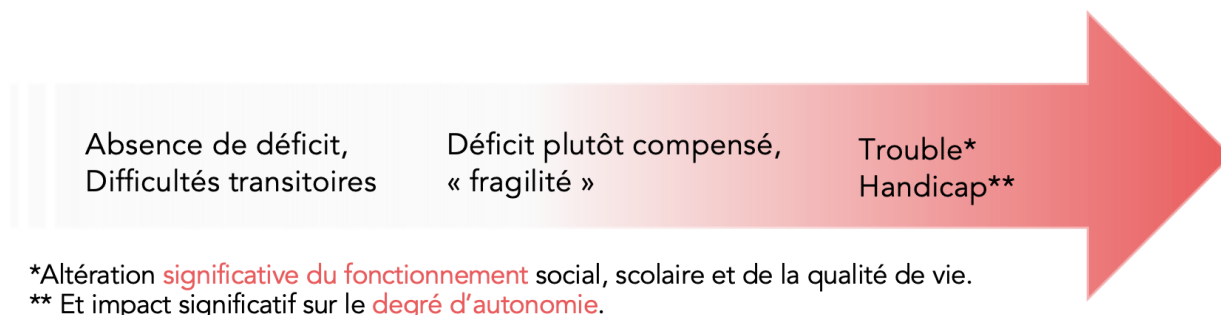 Absence de déficit,
Difficultés transitoires
Déficit plutôt compensé,
« fragilité »
Trouble*
Handicap**
*Altération significative du fonctionnement social, scolaire et de la qualité de vie.
** Et impact significatif sur le degré d’autonomie.